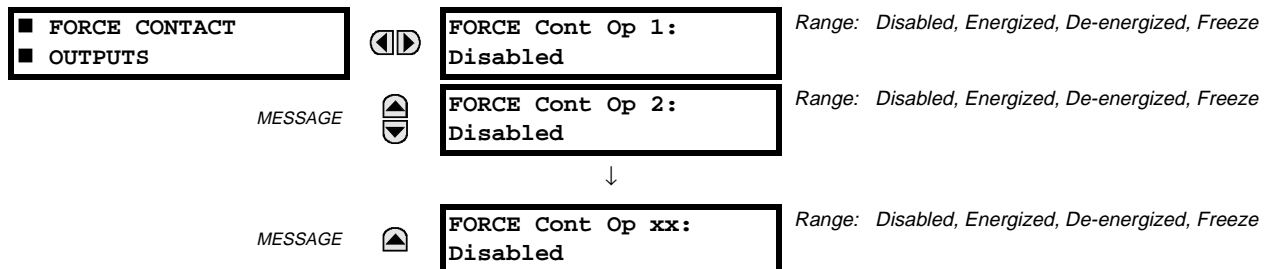 ■ FORCE CONTACT
■ OUTPUTS
FORCE Cont Op 1:
Disabled
Range: Disabled, Energized, De-energized, Freeze
MESSAGE
FORCE Cont Op 2:
Disabled
Range: Disabled, Energized, De-energized, Freeze
↓
MESSAGE
FORCE Cont Op xx:
Disabled
Range: Disabled, Energized, De-energized, Freeze